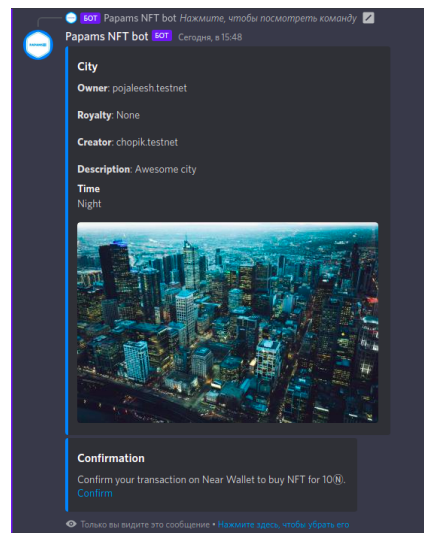 БОТ Papams NFT bot Нажмите, чтобы посмотреть команду
Papams NFT bot БОТ Сегодня, в 15:48
City
Owner: pojaleesh.testnet
Royalty: None
Creator: chopik.testnet
Description: Awesome city
Time
Night
Confirmation
Confirm your transaction on Near Wallet to buy NFT for 10Ⓝ.
Confirm
Только вы видите это сообщение • Нажмите здесь, чтобы убрать его